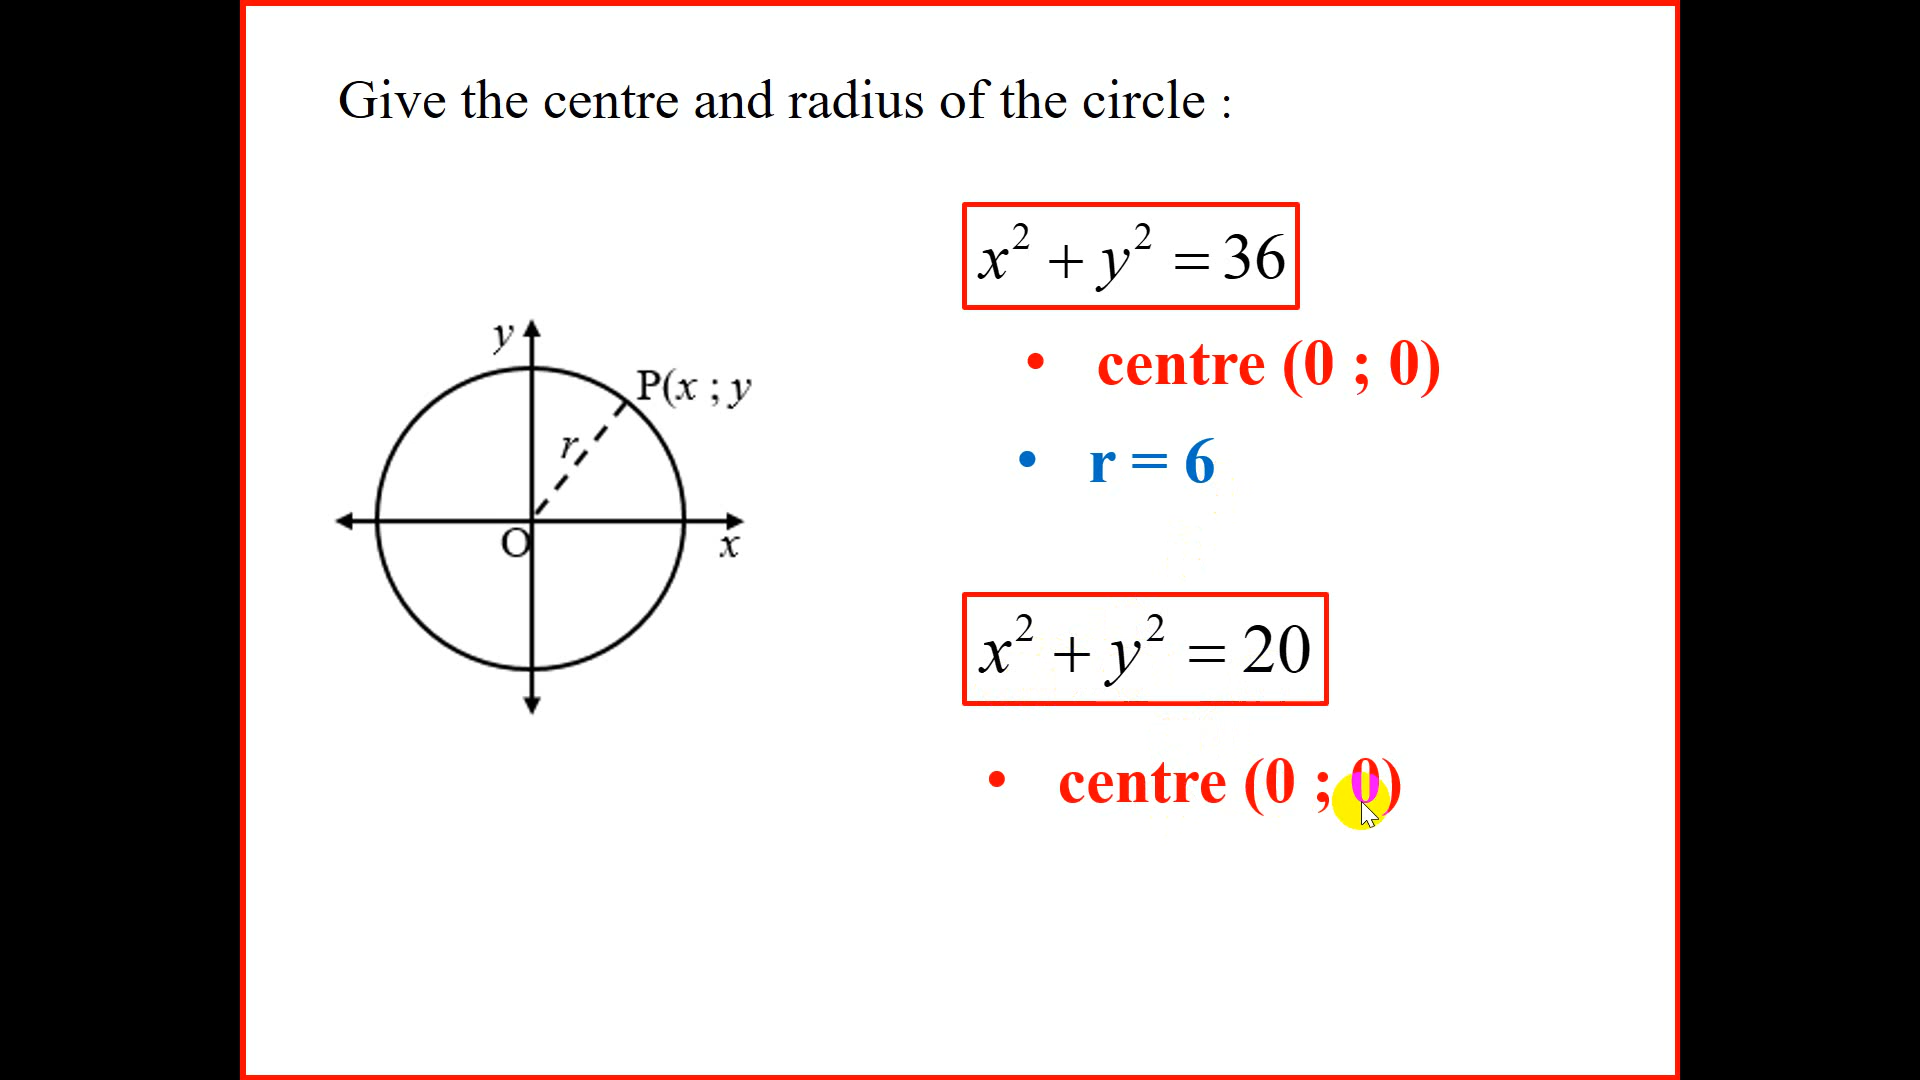 Give the centre and radius of the circle :
x² + y² = 36
• centre (0 ; 0)
• r = 6
y
P(x ; y
r
O
x
x² + y² = 20
• centre (0 ; 0)